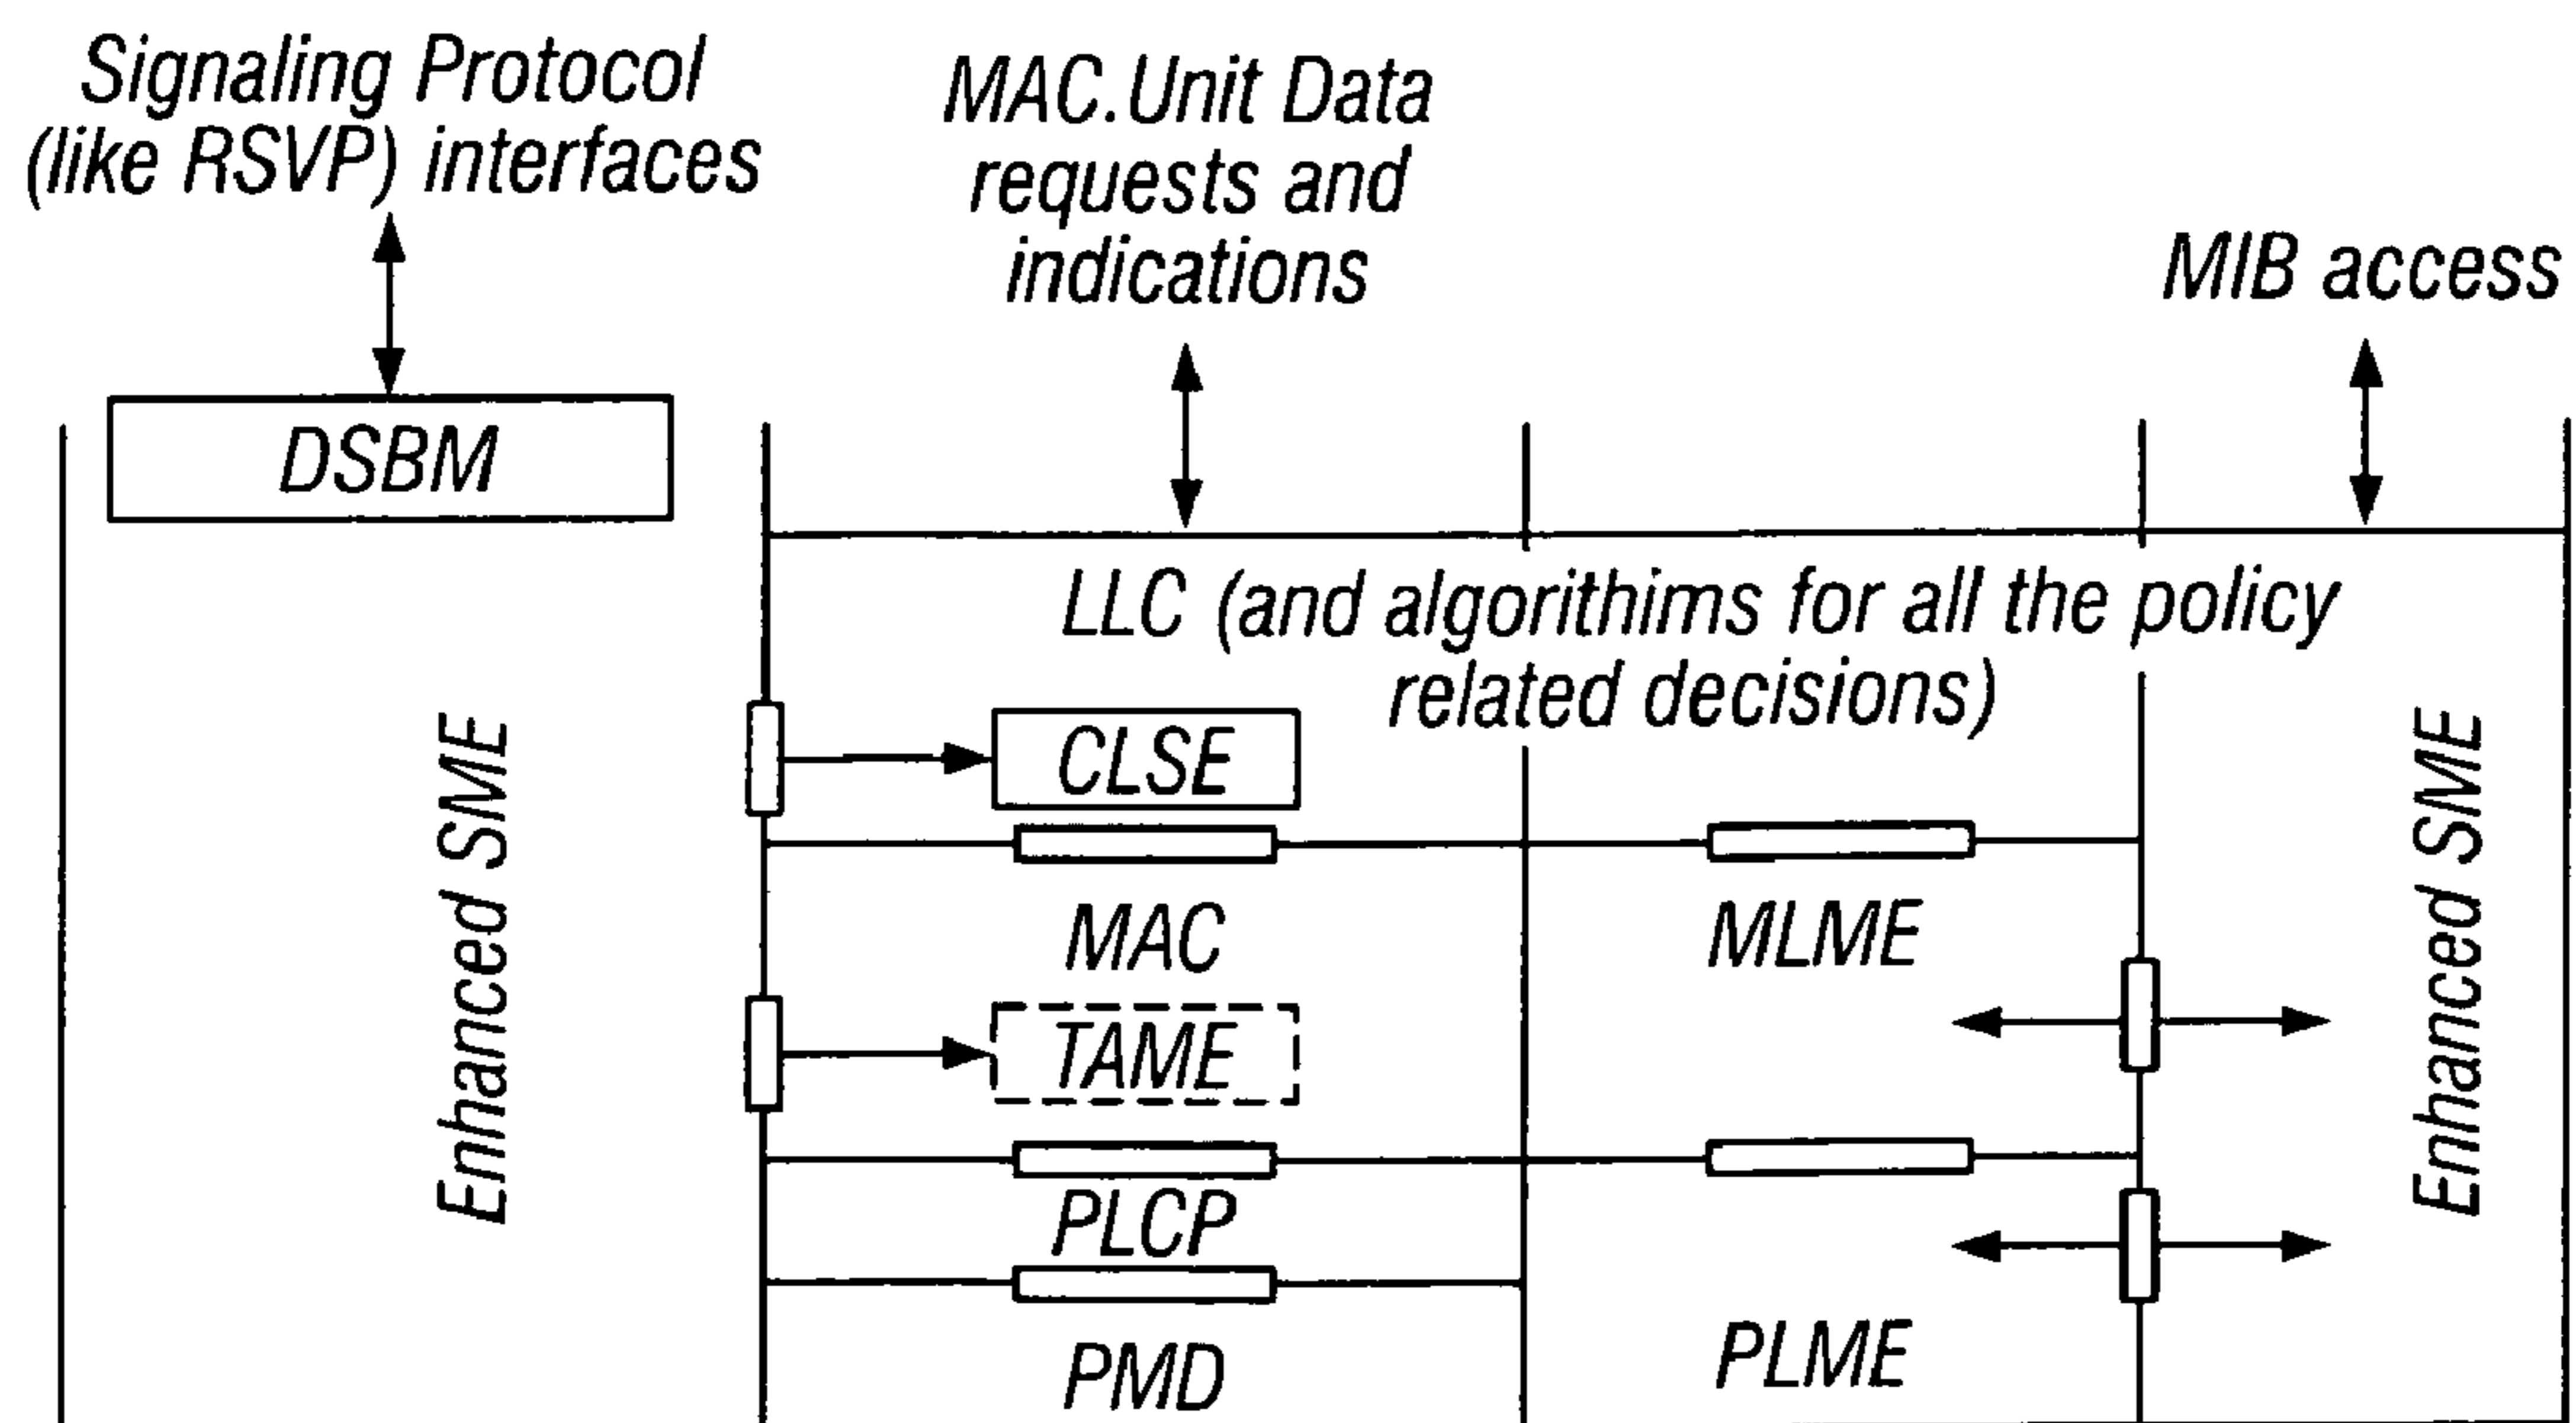 Signaling Protocol
(like RSVP) interfaces
MAC.Unit Data
requests and
indications
MIB access
DSBM
LLC (and algorithims for all the policy
related decisions)
Enhanced SME
CLSE
MAC
MLME
TAME
PLCP
PMD
PLME
Enhanced SME